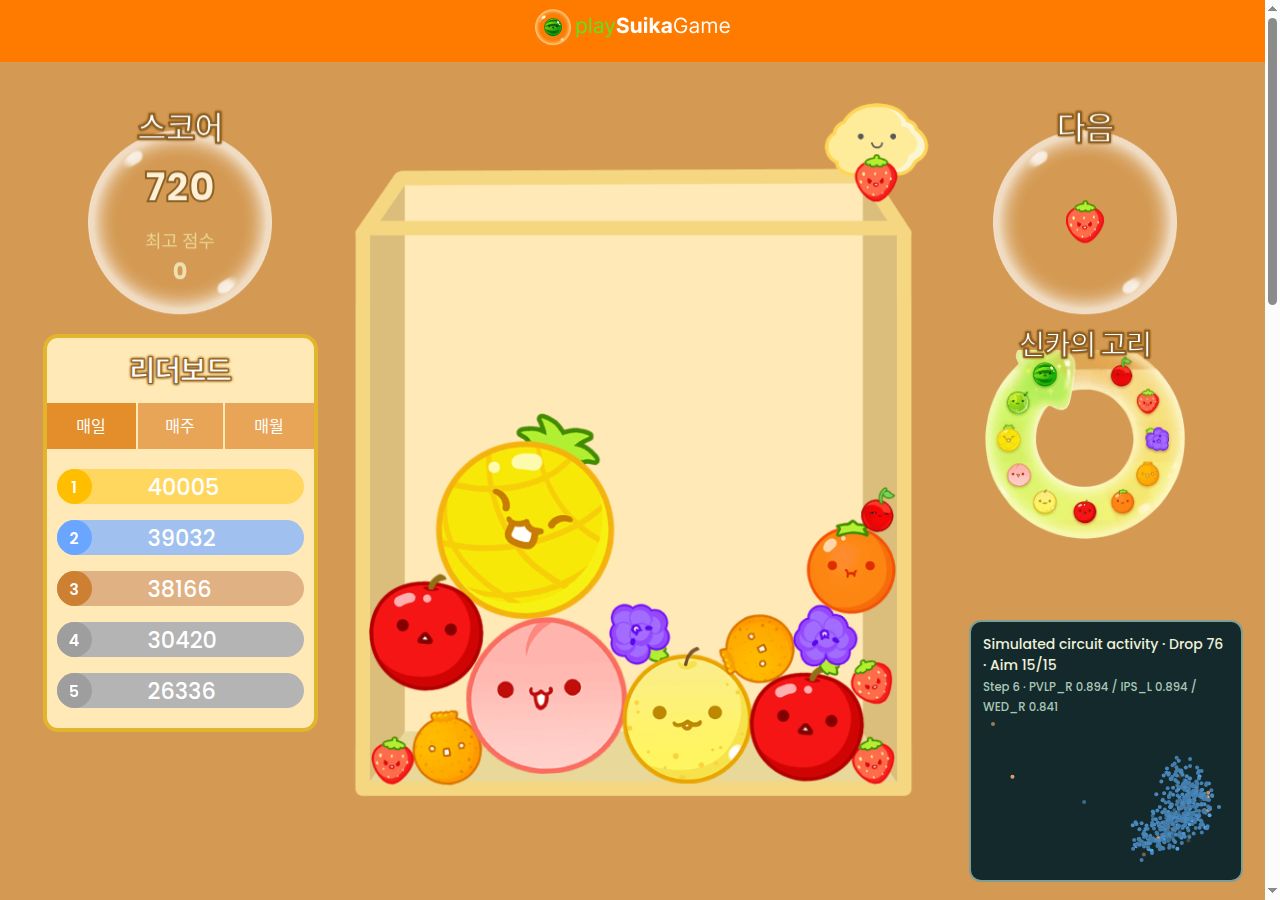 playSuikaGame
스코어
720
최고 점수
0
리더보드
매일 매주 매월
1 40005
2 39032
3 38166
4 30420
5 26336
다음
신카의 고리
Simulated circuit activity · Drop 76
· Aim 15/15
Step 6 · PVLP_R 0.894 / IPS_L 0.894 /
WED_R 0.841